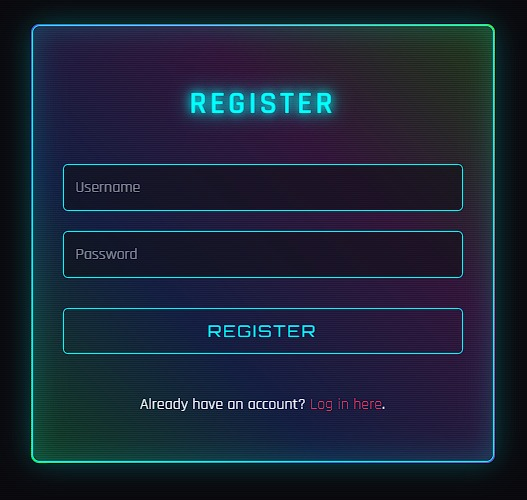 REGISTER
Username
Password
REGISTER
Already have an account? Log in here.